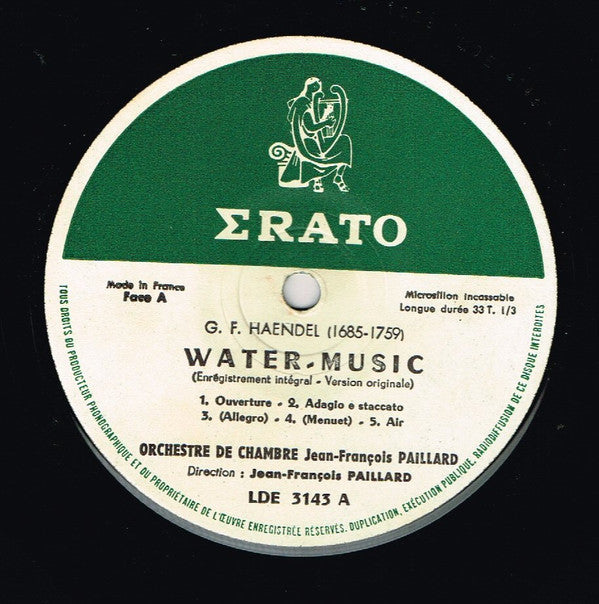 ΣRATO
Made in France
Face A
Microsillon incassable
Longue durée 33 T. 1/3
G. F. HAENDEL (1685-1759)
WATER-MUSIC
(Enrégistrement intégral - Version originale)
1. Ouverture - 2. Adagio e staccato
3. (Allegro) - 4. (Menuet) - 5. Air
ORCHESTRE DE CHAMBRE Jean-François PAILLARD
Direction : Jean-François PAILLARD
LDE 3143 A
TOUS DROITS DU PRODUCTEUR PHONOGRAPHIQUE ET DU PROPRIÉTAIRE DE L'ŒUVRE ENREGISTRÉE RÉSERVÉS. DUPLICATION, EXÉCUTION PUBLIQUE, RADIODIFFUSION DE CE DISQUE INTERDITES